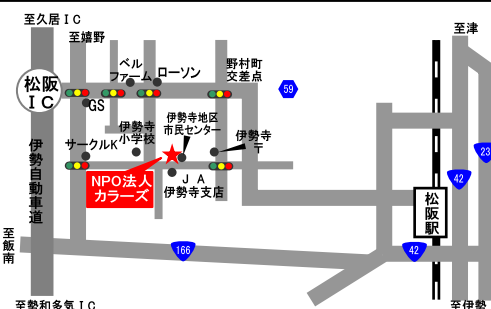 至久居IC
至嬉野
至津
ベル
ファーム
ローソン
野村町
交差点
松阪
IC
59
GS
伊勢寺
小学校
伊勢寺地区
市民センター
伊勢寺
〒
サークルK
伊勢自動車道
NPO法人
カラーズ
JA
伊勢寺支店
23
42
松阪駅
至飯南
166
42
至勢和多気IC
至伊勢